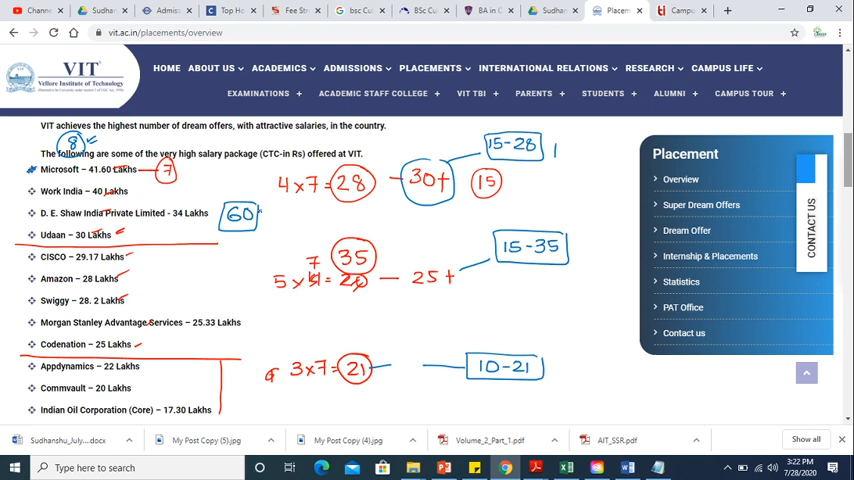 Channe
Sudhan
Admiss
Top Ho
Fee Str
bsc Cul
BSc Cu
BA in C
Sudhan
Placem
Campu
vit.ac.in/placements/overview
VIT
Vellore Institute of Technology
HOME ABOUT US ACADEMICS ADMISSIONS PLACEMENTS INTERNATIONAL RELATIONS RESEARCH CAMPUS LIFE
EXAMINATIONS + ACADEMIC STAFF COLLEGE VIT TBI + PARENTS + STUDENTS + ALUMNI + CAMPUS TOUR +
VIT achieves the highest number of dream offers, with attractive salaries, in the country.
8
The following are some of the very high salary package (CTC-in Rs) offered at VIT.
Microsoft – 41.60 Lakhs
7
Work India – 40 Lakhs
D. E. Shaw India Private Limited – 34 Lakhs
Udaan – 30 Lakhs
60
CISCO – 29.17 Lakhs
Amazon – 28 Lakhs
Swiggy – 28. 2 Lakhs
Morgan Stanley Advantage Services – 25.33 Lakhs
Codenation – 25 Lakhs
Appdynamics – 22 Lakhs
Commvault – 20 Lakhs
Indian Oil Corporation (Core) – 17.30 Lakhs
15-28
4x7=28 — 30+ 15
35
7
15-35
5x = — 25+
3x7=21
10-21
Placement
Overview
Super Dream Offers
Dream Offer
Internship & Placements
Statistics
PAT Office
Contact us
CONTACT US
Sudhanshu_July....docx
My Post Copy (5).jpg
My Post Copy (4).jpg
Volume_2_Part_1.pdf
AIT_SSR.pdf
Show all
Type here to search
3:22 PM
7/28/2020